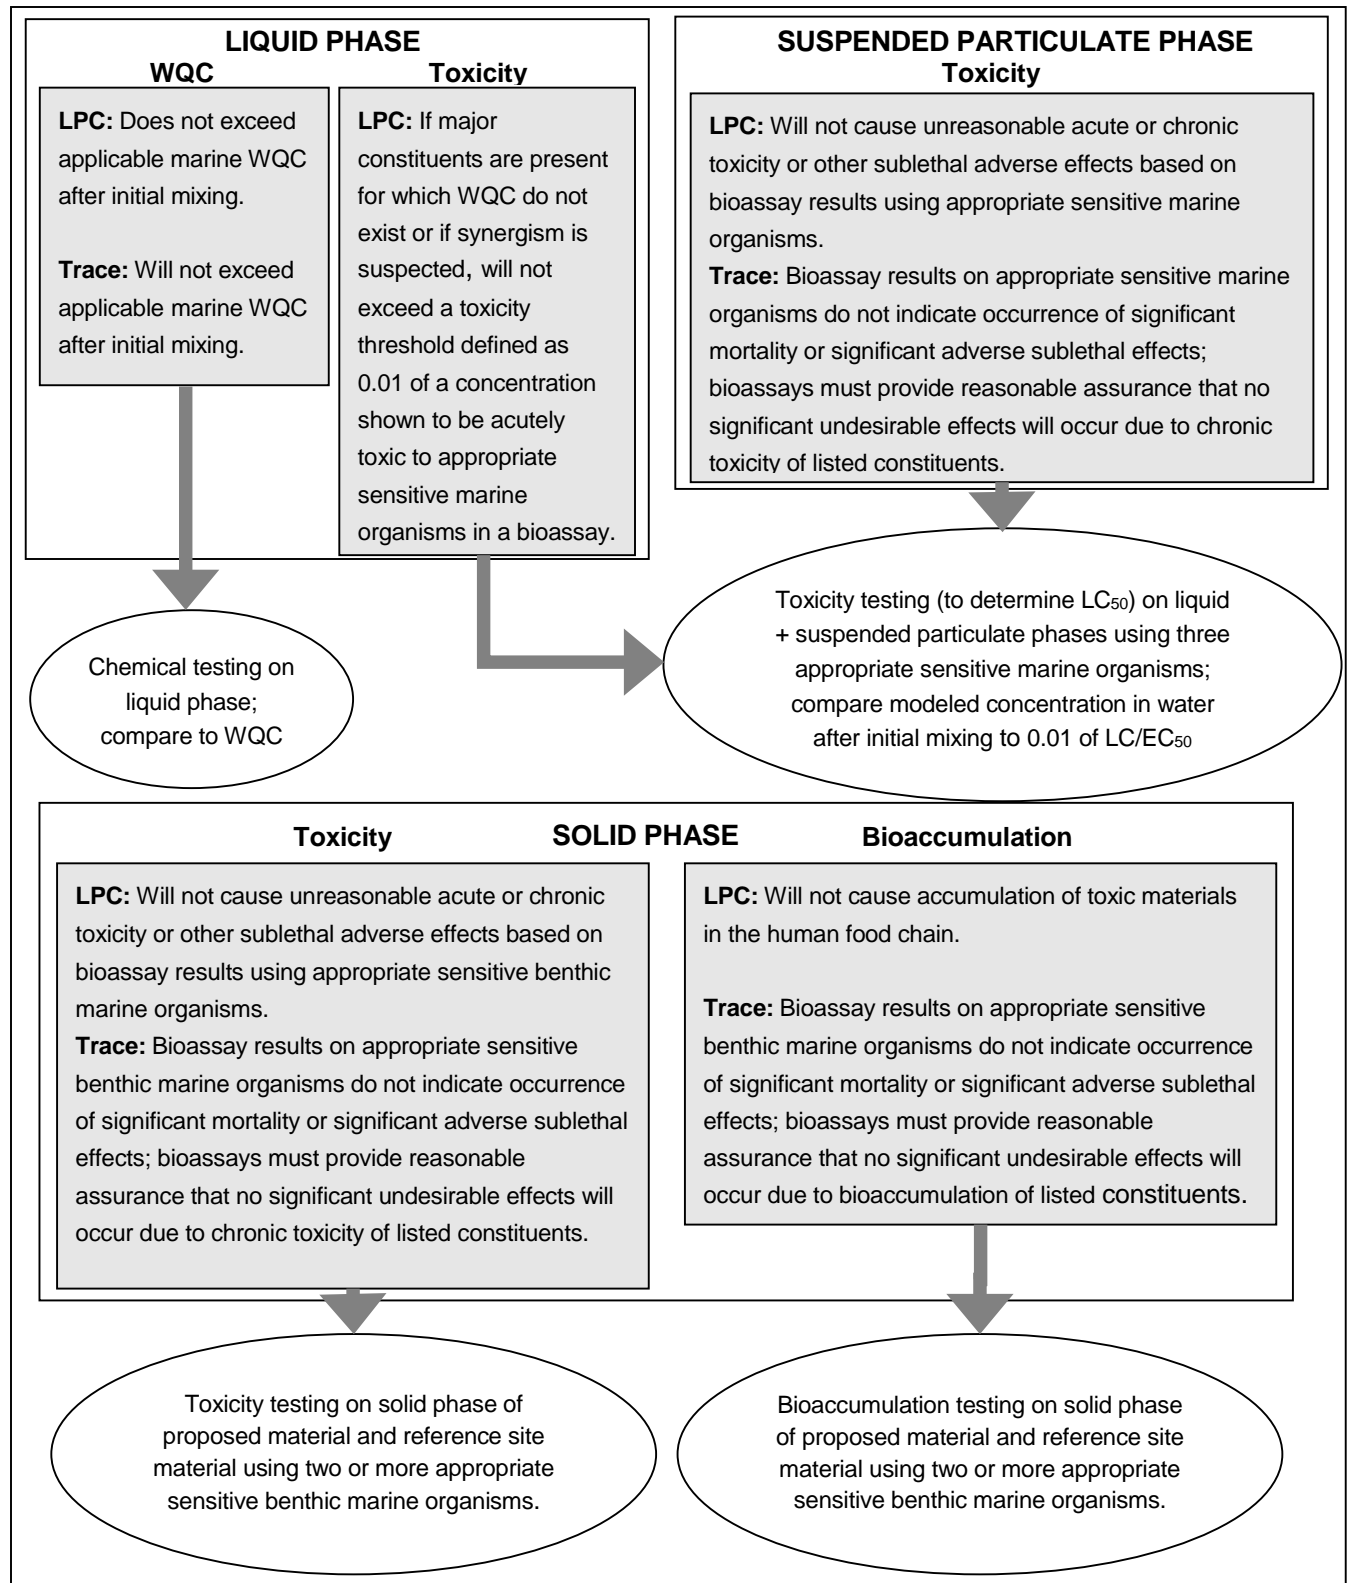 LIQUID PHASE
WQC
Toxicity
LPC: Does not exceed
applicable marine WQC
after initial mixing.
Trace: Will not exceed
applicable marine WQC
after initial mixing.
LPC: If major
constituents are present
for which WQC do not
exist or if synergism is
suspected, will not
exceed a toxicity
threshold defined as
0.01 of a concentration
shown to be acutely
toxic to appropriate
sensitive marine
organisms in a bioassay.
SUSPENDED PARTICULATE PHASE
Toxicity
LPC: Will not cause unreasonable acute or chronic
toxicity or other sublethal adverse effects based on
bioassay results using appropriate sensitive marine
organisms.
Trace: Bioassay results on appropriate sensitive marine
organisms do not indicate occurrence of significant
mortality or significant adverse sublethal effects;
bioassays must provide reasonable assurance that no
significant undesirable effects will occur due to chronic
toxicity of listed constituents.
Chemical testing on
liquid phase;
compare to WQC
Toxicity testing (to determine LC50) on liquid
+ suspended particulate phases using three
appropriate sensitive marine organisms;
compare modeled concentration in water
after initial mixing to 0.01 of LC/EC50
SOLID PHASE
Toxicity
Bioaccumulation
LPC: Will not cause unreasonable acute or chronic
toxicity or other sublethal adverse effects based on
bioassay results using appropriate sensitive benthic
marine organisms.
Trace: Bioassay results on appropriate sensitive
benthic marine organisms do not indicate occurrence
of significant mortality or significant adverse sublethal
effects; bioassays must provide reasonable
assurance that no significant undesirable effects will
occur due to chronic toxicity of listed constituents.
LPC: Will not cause accumulation of toxic materials
in the human food chain.
Trace: Bioassay results on appropriate sensitive
benthic marine organisms do not indicate occurrence
of significant mortality or significant adverse sublethal
effects; bioassays must provide reasonable
assurance that no significant undesirable effects will
occur due to bioaccumulation of listed constituents.
Toxicity testing on solid phase of
proposed material and reference site
material using two or more appropriate
sensitive benthic marine organisms.
Bioaccumulation testing on solid phase
of proposed material and reference site
material using two or more appropriate
sensitive benthic marine organisms.